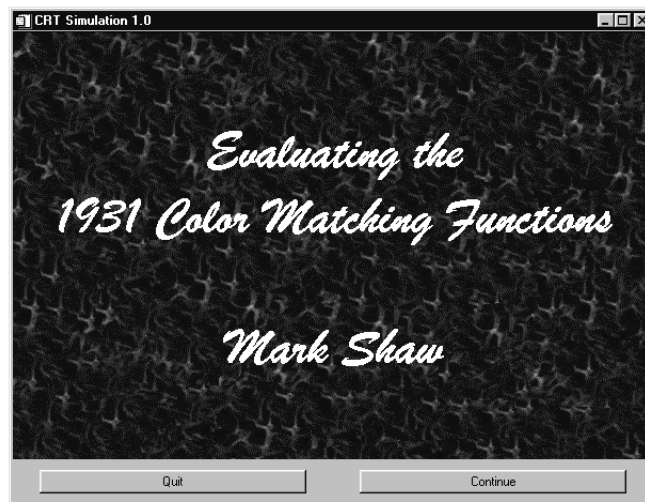 CRT Simulation 1.0
Evaluating the
1931 Color Matching Functions
Mark Shaw
Quit Continue